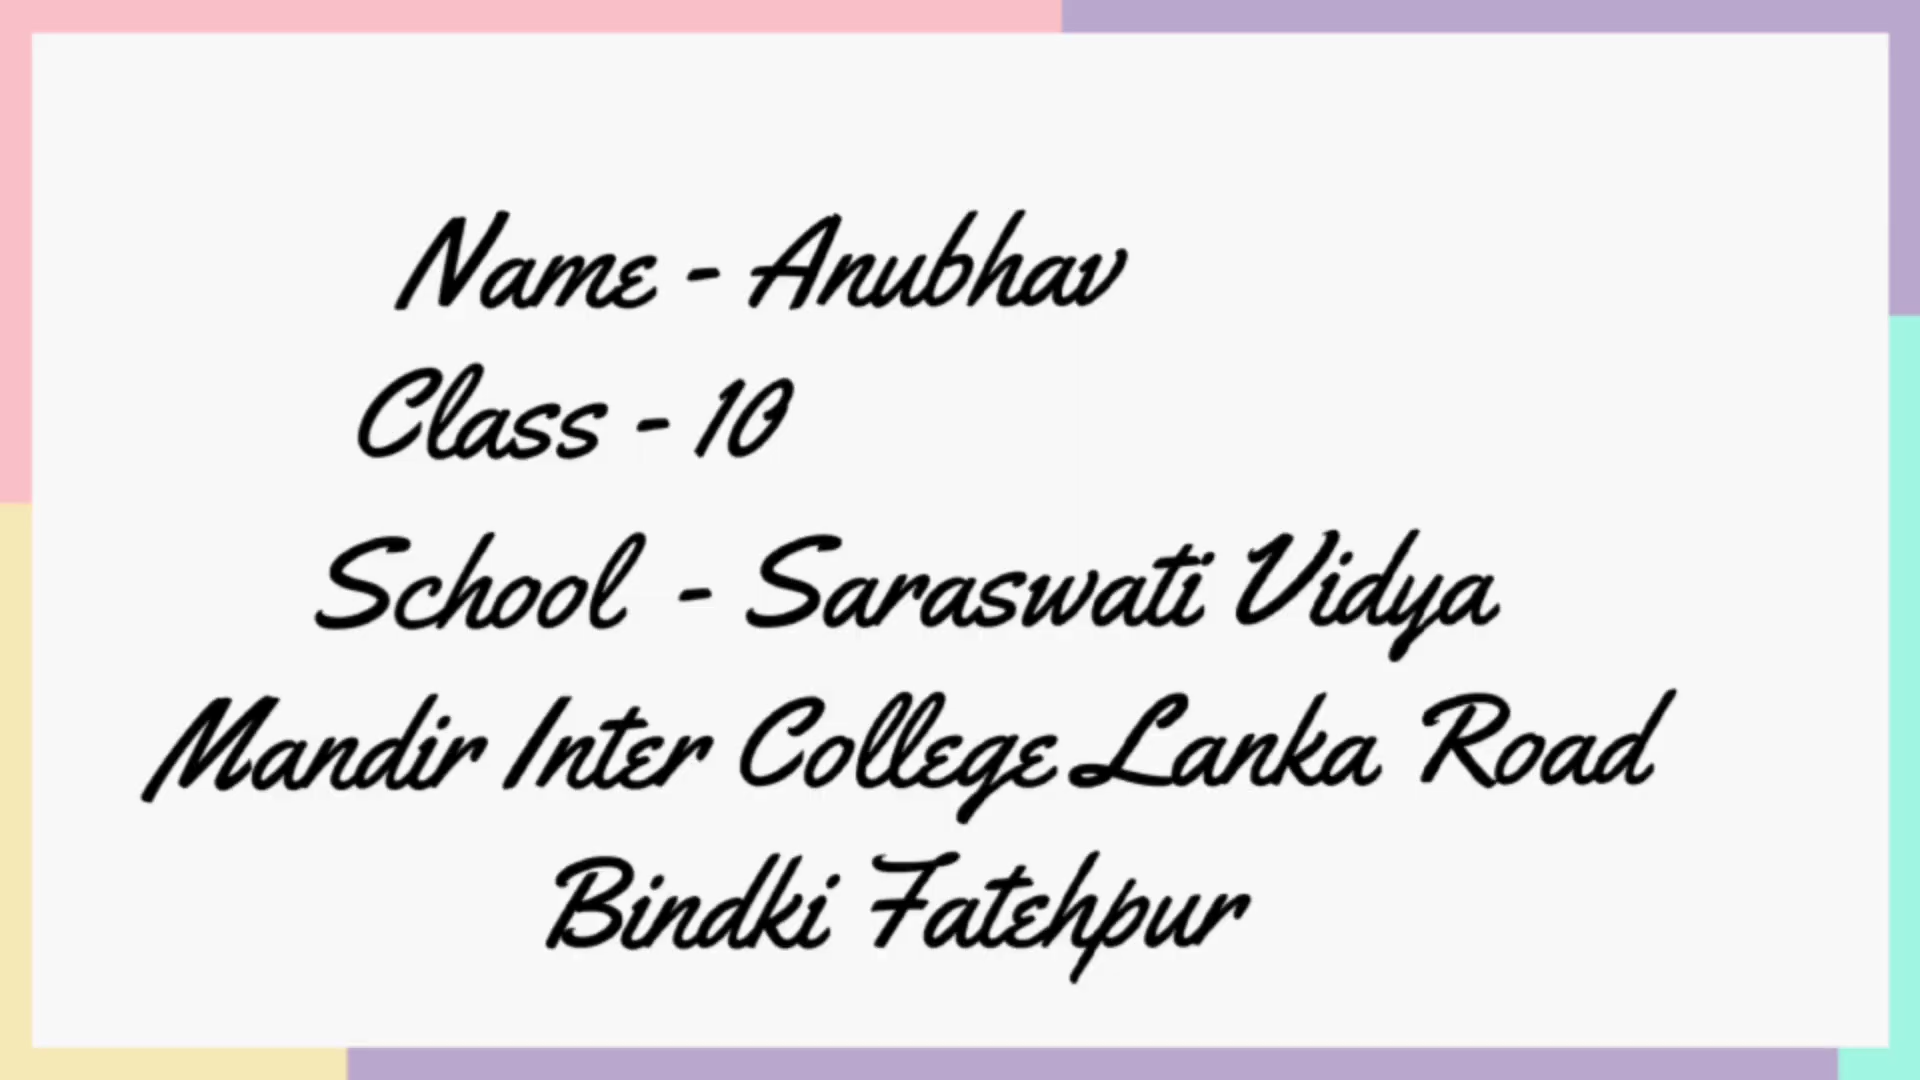 Name - Anubhav
Class - 10
School - Saraswati Vidya
Mandir Inter College Lanka Road
Bindki Fatehpur